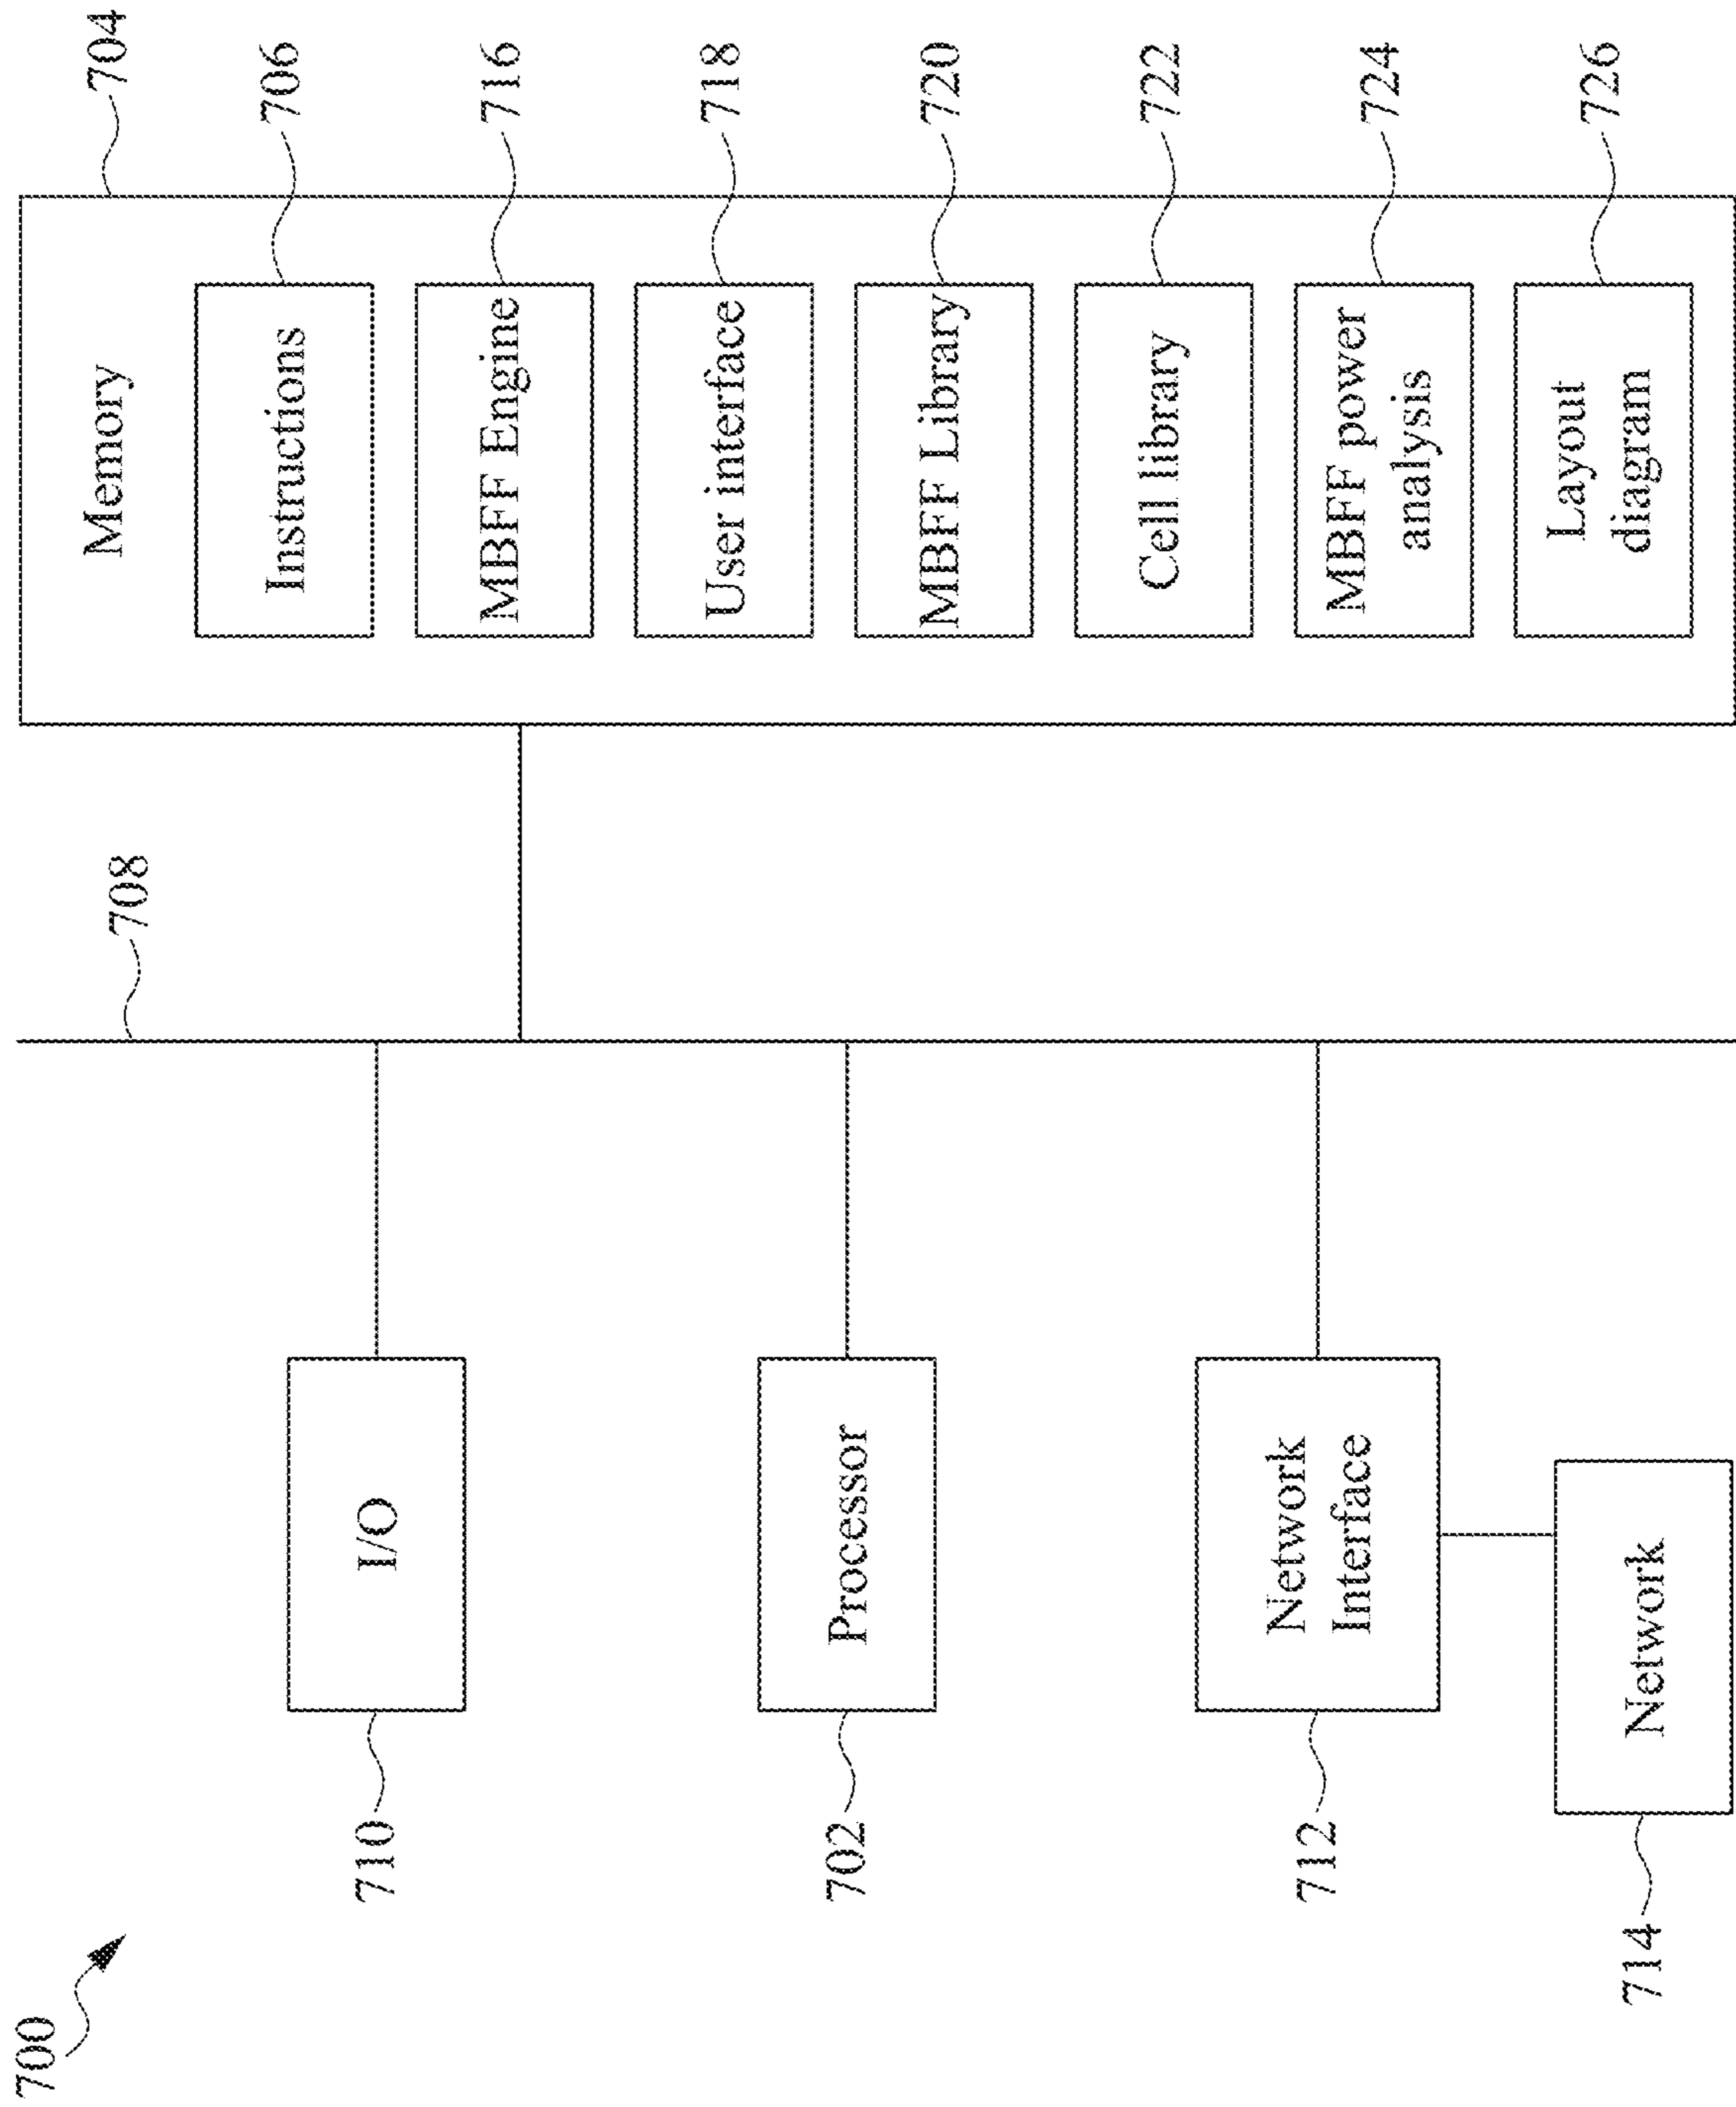 700
710
I/O
702
Processor
712
Network
Interface
714
Network
708
704
Memory
Instructions
706
MBFF Engine
716
User interface
718
MBFF Library
720
Cell library
722
MBFF power
analysis
724
Layout
diagram
726